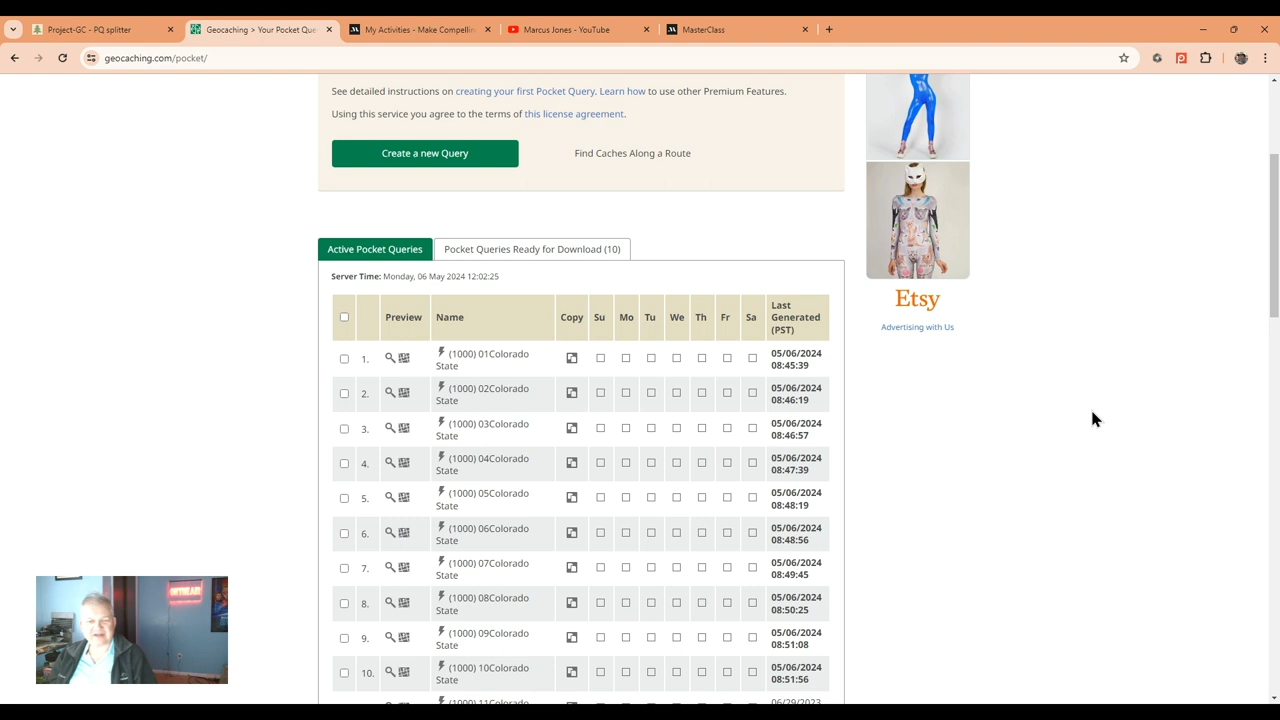 Project-GC - PQ splitter
Geocaching > Your Pocket Que
My Activities - Make Compellin
Marcus Jones - YouTube
MasterClass
geocaching.com/pocket/
See detailed instructions on creating your first Pocket Query. Learn how to use other Premium Features.
Using this service you agree to the terms of this license agreement.
Create a new Query
Find Caches Along a Route
Active Pocket Queries
Pocket Queries Ready for Download (10)
Server Time: Monday, 06 May 2024 12:02:25
Preview Name Copy Su Mo Tu We Th Fr Sa Last
Generated
(PST)
1. (1000) 01Colorado 05/06/2024
State 08:45:39
2. (1000) 02Colorado 05/06/2024
State 08:46:19
3. (1000) 03Colorado 05/06/2024
State 08:46:57
4. (1000) 04Colorado 05/06/2024
State 08:47:39
5. (1000) 05Colorado 05/06/2024
State 08:48:19
6. (1000) 06Colorado 05/06/2024
State 08:48:56
7. (1000) 07Colorado 05/06/2024
State 08:49:45
8. (1000) 08Colorado 05/06/2024
State 08:50:25
9. (1000) 09Colorado 05/06/2024
State 08:51:08
10. (1000) 10Colorado 05/06/2024
State 08:51:56
(1000) 11Colorado 06/29/2023
Etsy
Advertising with Us
ON THE AIR